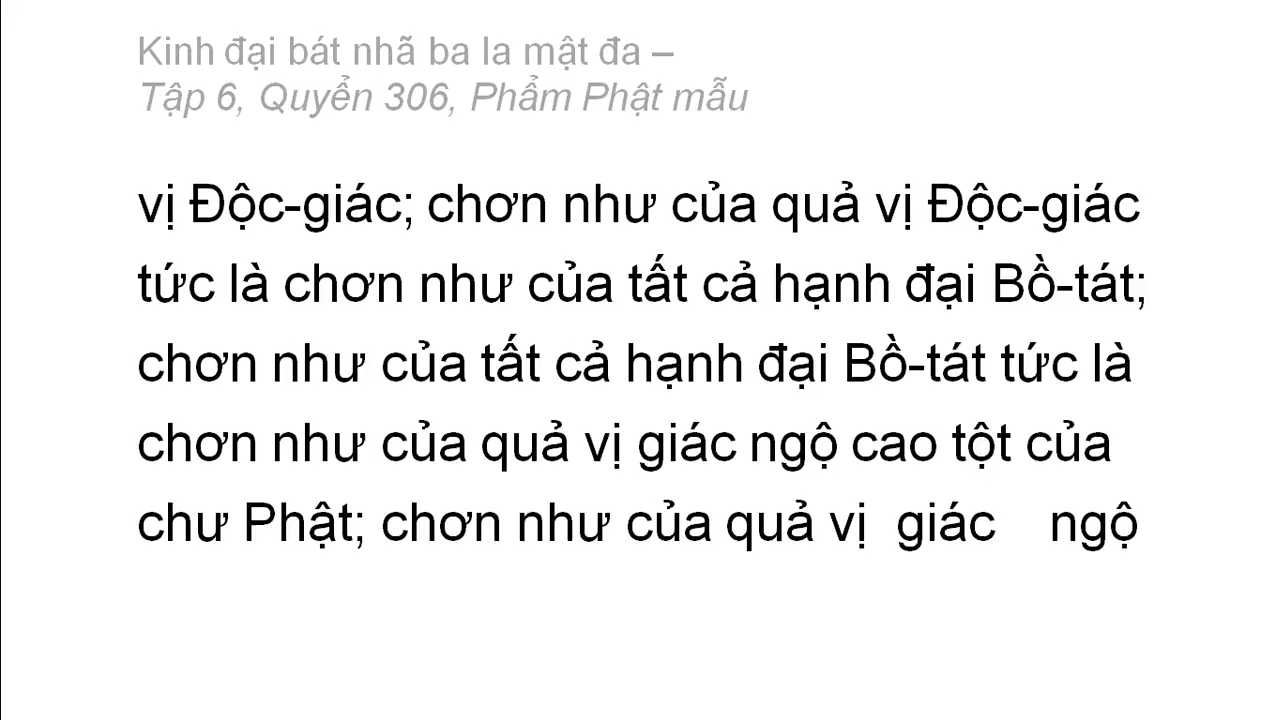 Kinh đại bát nhã ba la mật đa –
Tập 6, Quyển 306, Phẩm Phật mẫu
vị Độc-giác; chơn như của quả vị Độc-giác
tức là chơn như của tất cả hạnh đại Bồ-tát;
chơn như của tất cả hạnh đại Bồ-tát tức là
chơn như của quả vị giác ngộ cao tột của
chư Phật; chơn như của quả vị giác ngộ